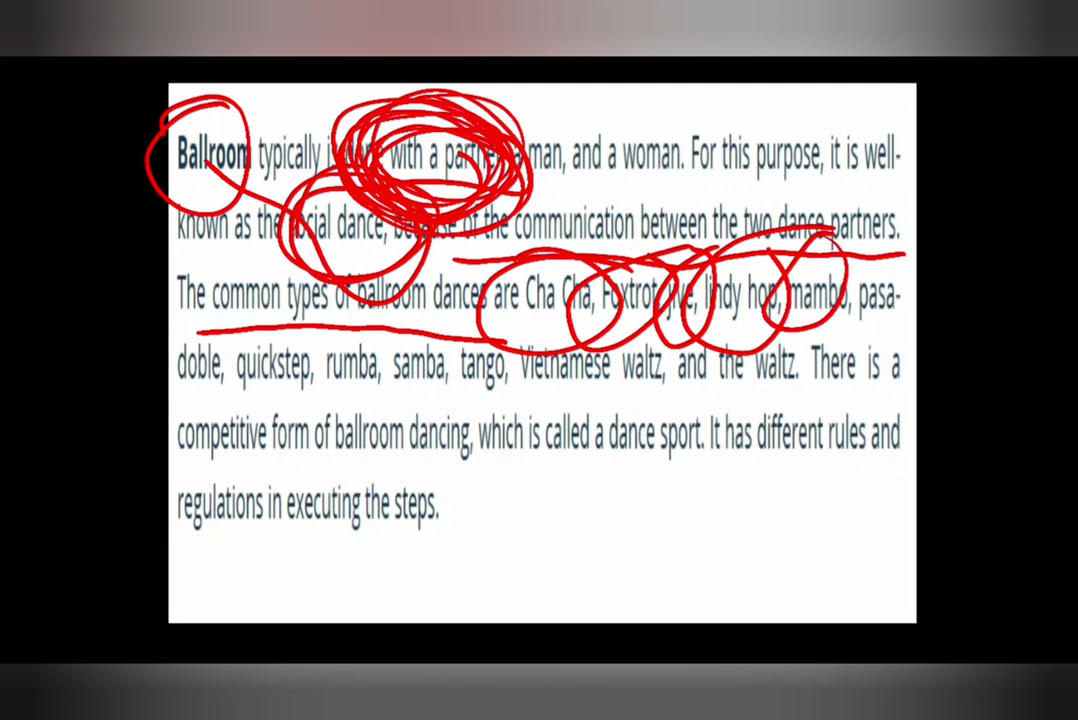 Ballroom typically is done with a partner, man, and a woman. For this purpose, it is well-
known as the social dance, because of the communication between the two dance partners.
The common types of ballroom dances are Cha Cha, Foxtrot, jive, lindy hop, mambo, pasa-
doble, quickstep, rumba, samba, tango, Vietnamese waltz, and the waltz. There is a
competitive form of ballroom dancing, which is called a dance sport. It has different rules and
regulations in executing the steps.